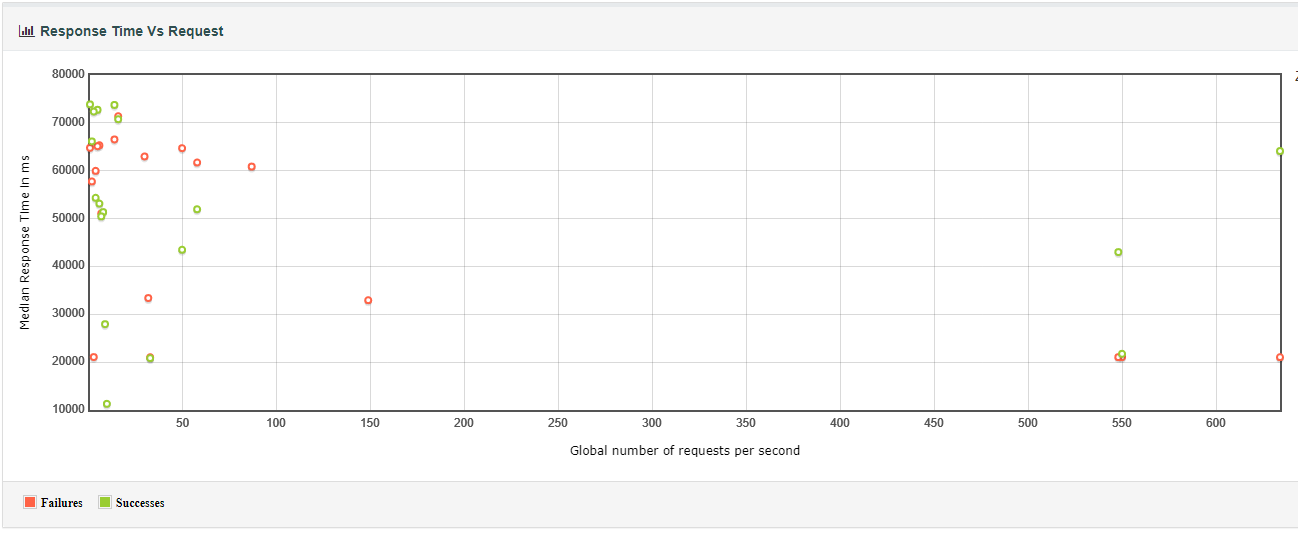 Response Time Vs Request
80000
70000
60000
50000
40000
30000
20000
10000
Median Response Time In ms
50 100 150 200 250 300 350 400 450 500 550 600
Global number of requests per second
Failures Successes